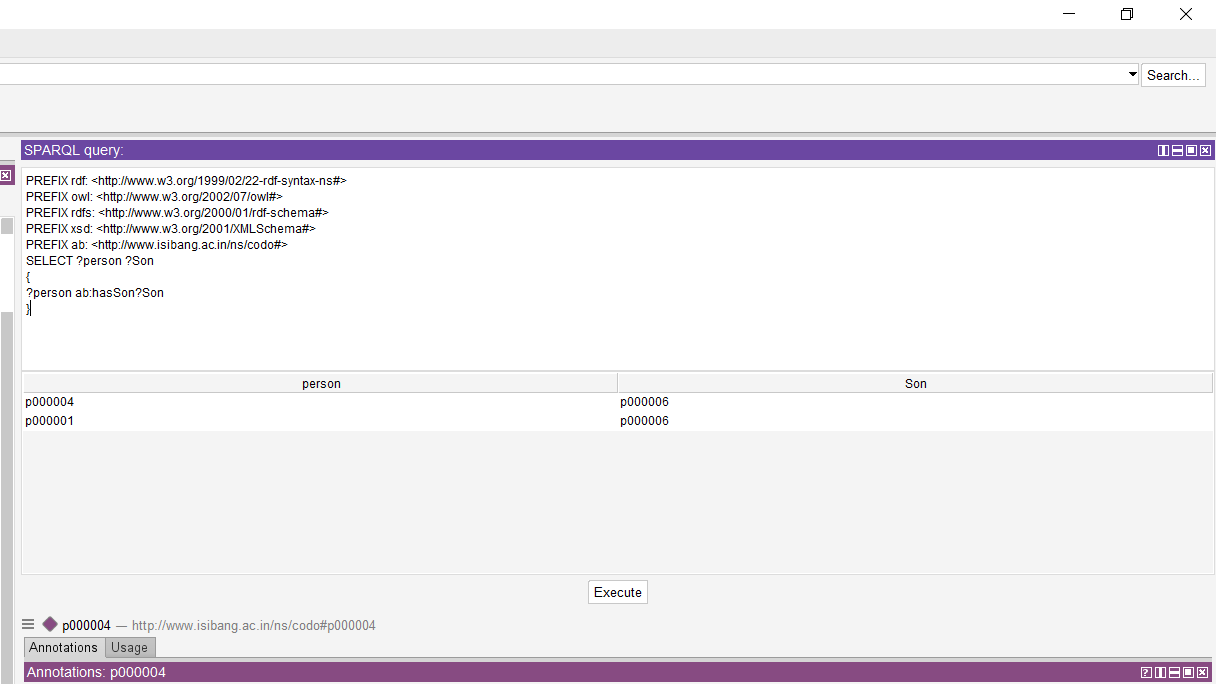 Search...
SPARQL query:
PREFIX rdf: <http://www.w3.org/1999/02/22-rdf-syntax-ns#>
PREFIX owl: <http://www.w3.org/2002/07/owl#>
PREFIX rdfs: <http://www.w3.org/2000/01/rdf-schema#>
PREFIX xsd: <http://www.w3.org/2001/XMLSchema#>
PREFIX ab: <http://www.isibang.ac.in/ns/codo#>
SELECT ?person ?Son
{
?person ab:hasSon?Son
}
person Son
p000004 p000006
p000001 p000006
Execute
p000004 — http://www.isibang.ac.in/ns/codo#p000004
Annotations Usage
Annotations: p000004